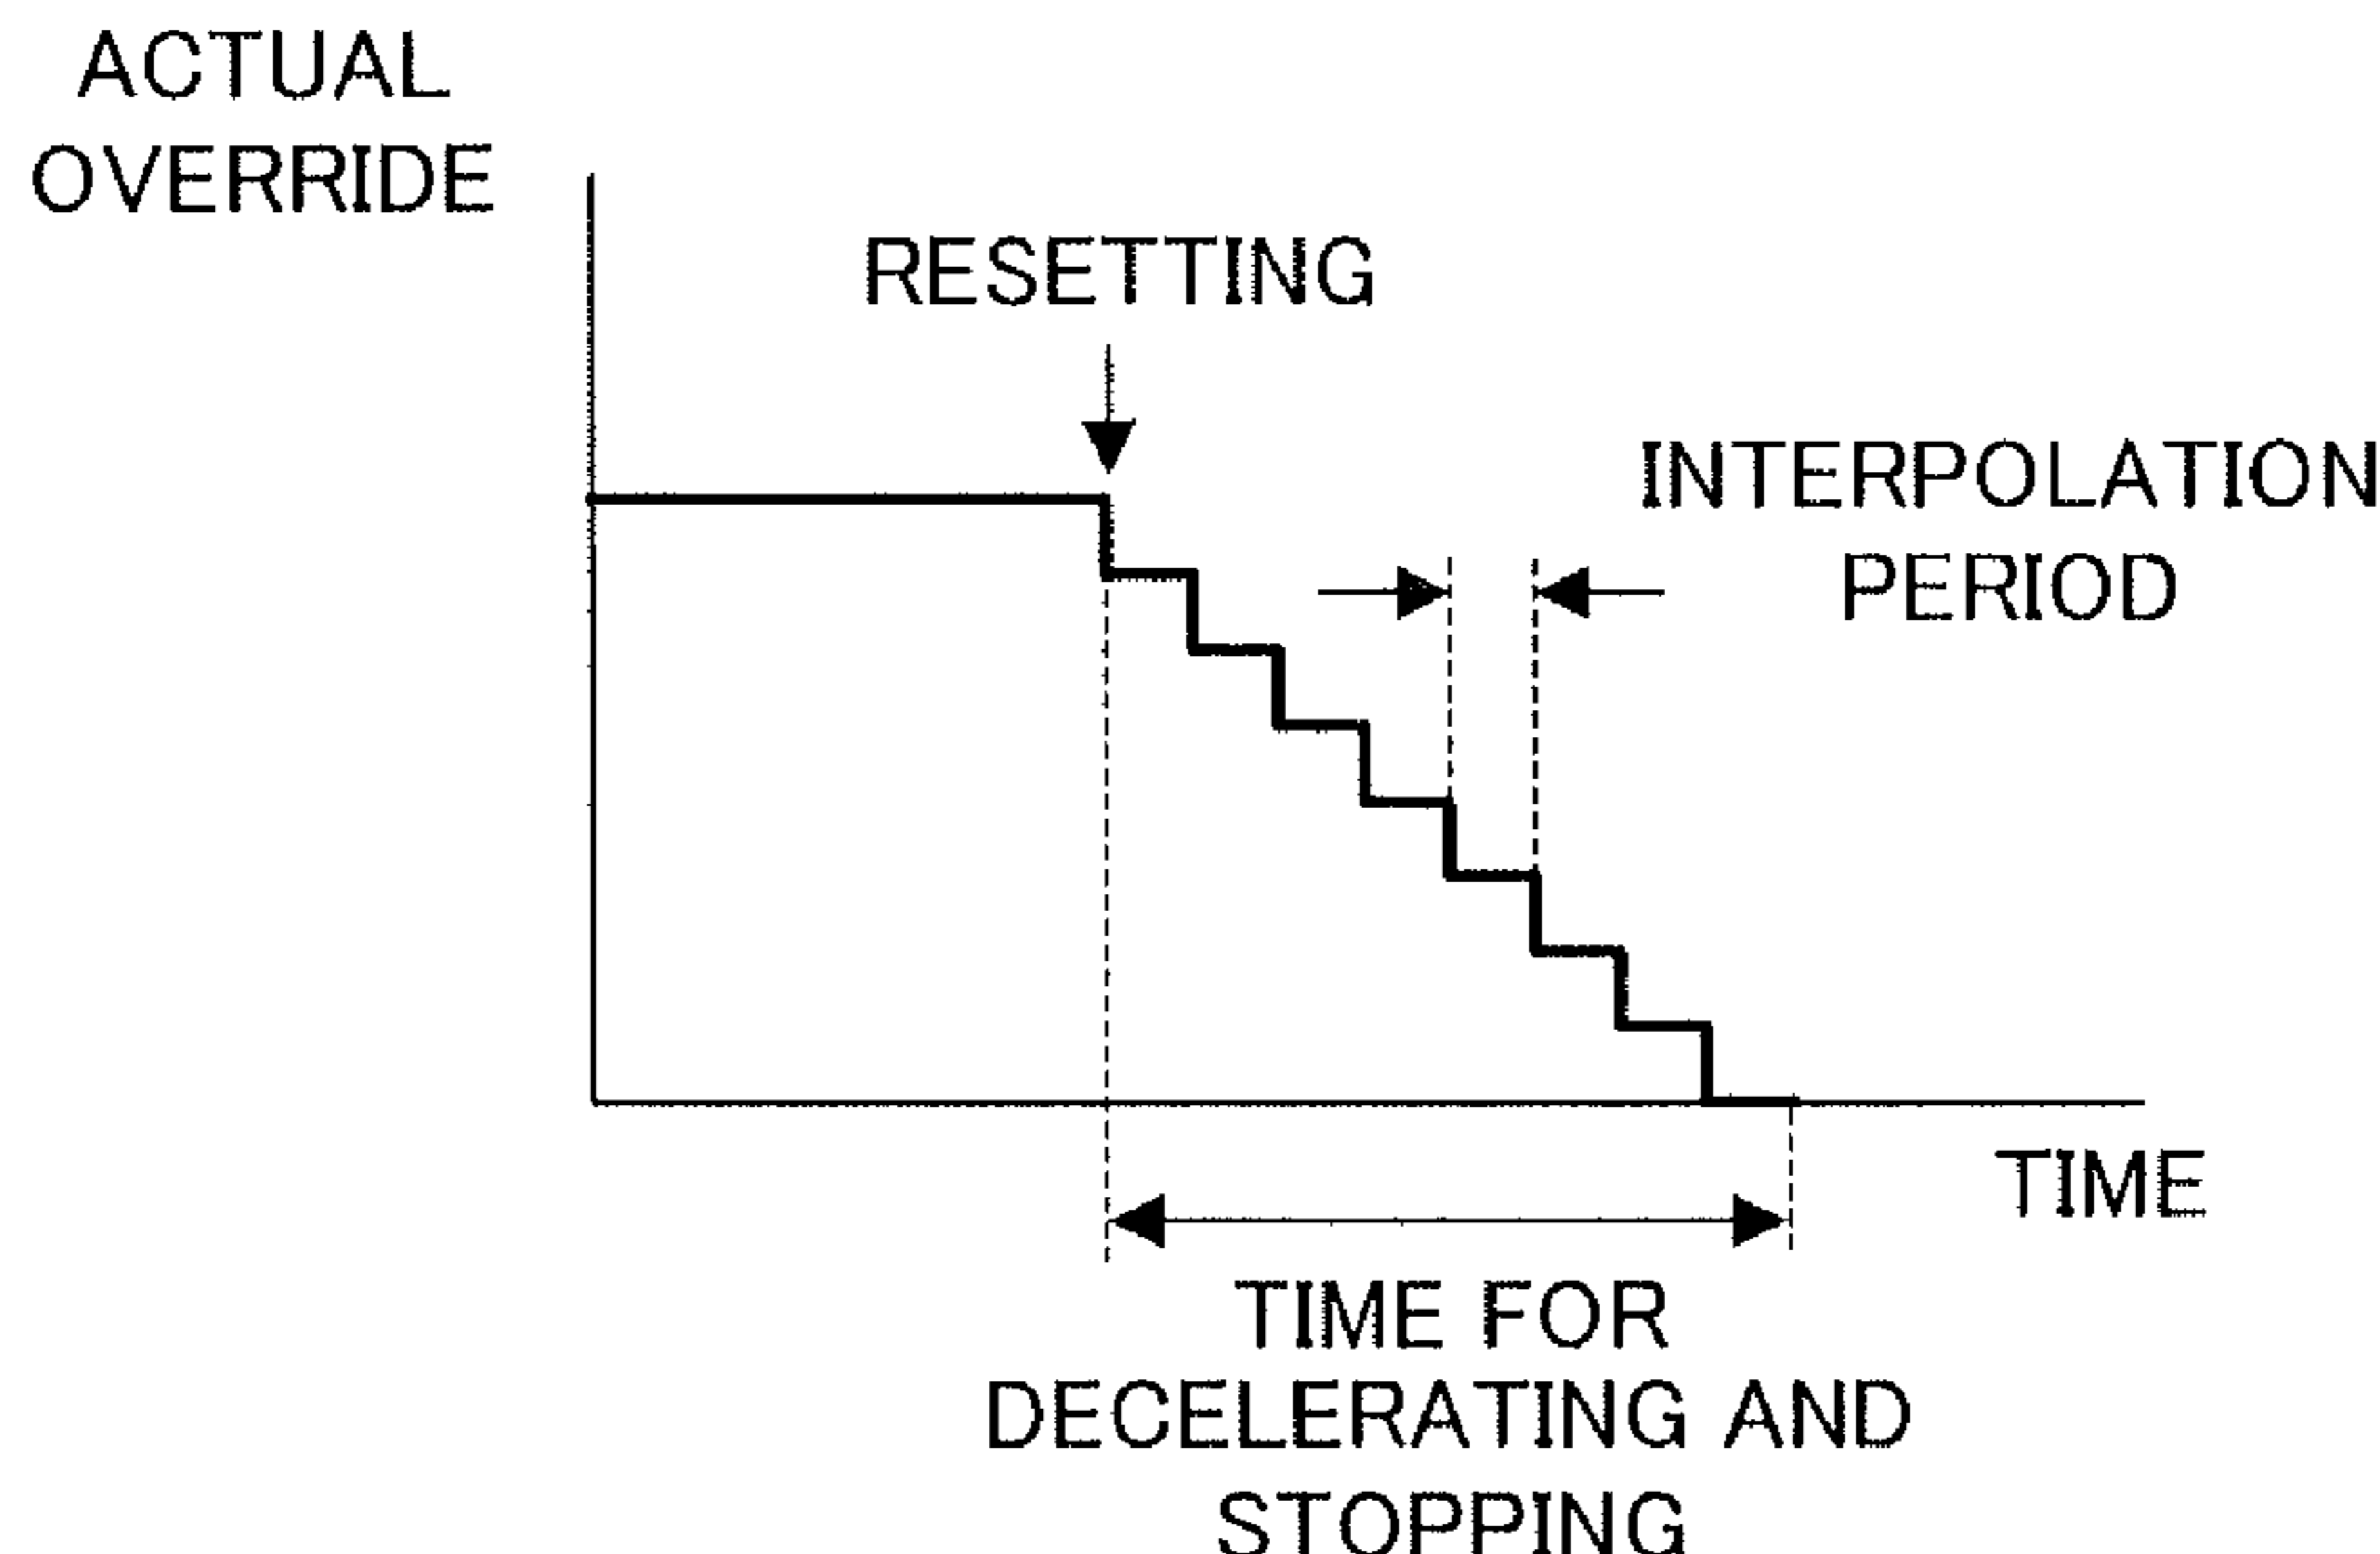 ACTUAL
OVERRIDE
RESETTING
INTERPOLATION
PERIOD
TIME
TIME FOR
DECELERATING AND
STOPPING